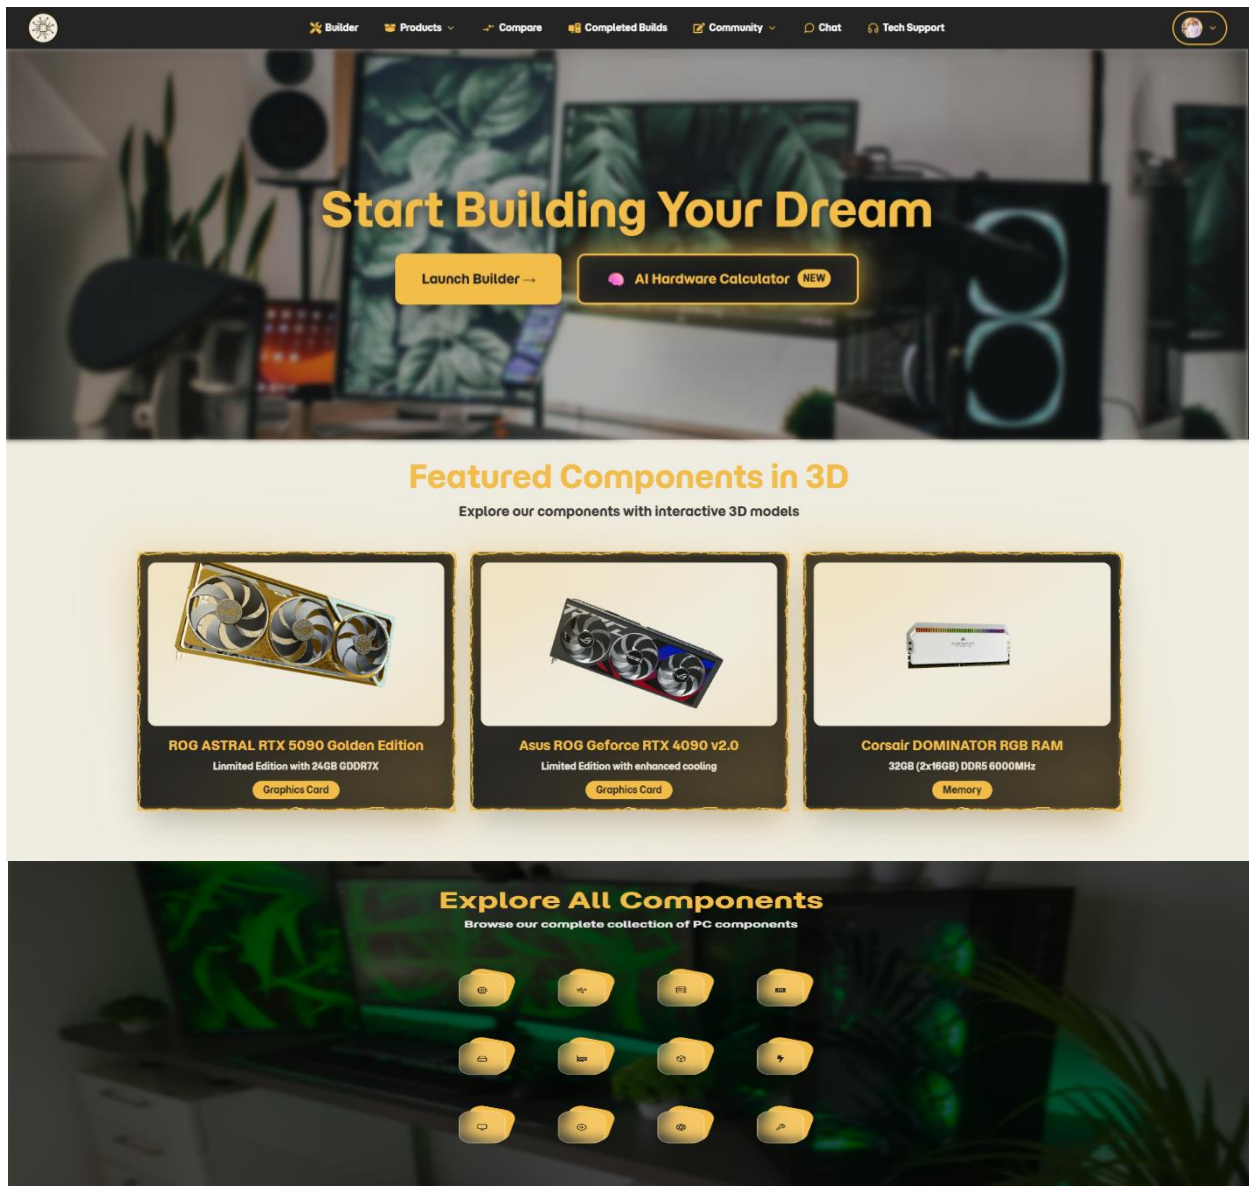 Builder Products Compare Completed Builds Community Chat Tech Support
Start Building Your Dream
Launch Builder →
AI Hardware Calculator NEW
Featured Components in 3D
Explore our components with interactive 3D models
ROG ASTRAL RTX 5090 Golden Edition
Linmited Edition with 24GB GDDR7X
Graphics Card
Asus ROG Geforce RTX 4090 v2.0
Limited Edition with enhanced cooling
Graphics Card
Corsair DOMINATOR RGB RAM
32GB (2x16GB) DDR5 6000MHz
Memory
Explore All Components
Browse our complete collection of PC components